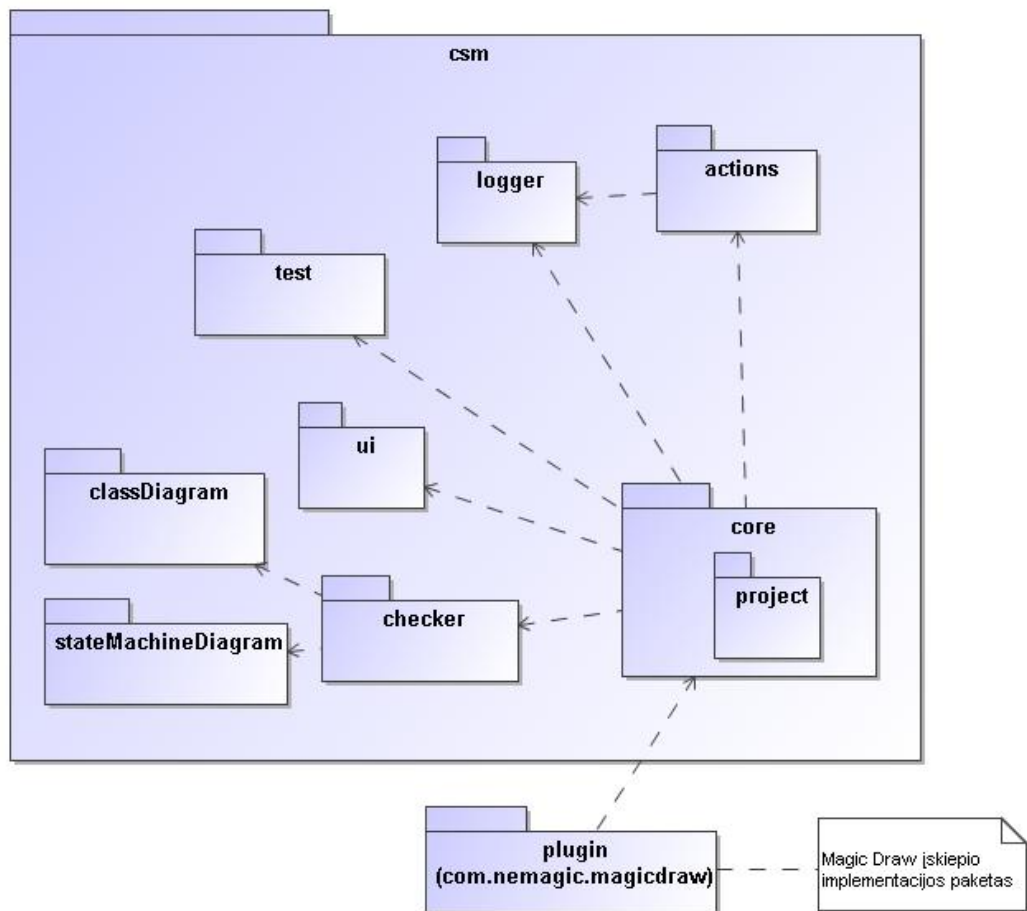 csm
logger
actions
test
ui
classDiagram
core
project
checker
stateMachineDiagram
plugin
(com.nemagic.magicdraw)
Magic Draw įskiepio
implementacijos paketas